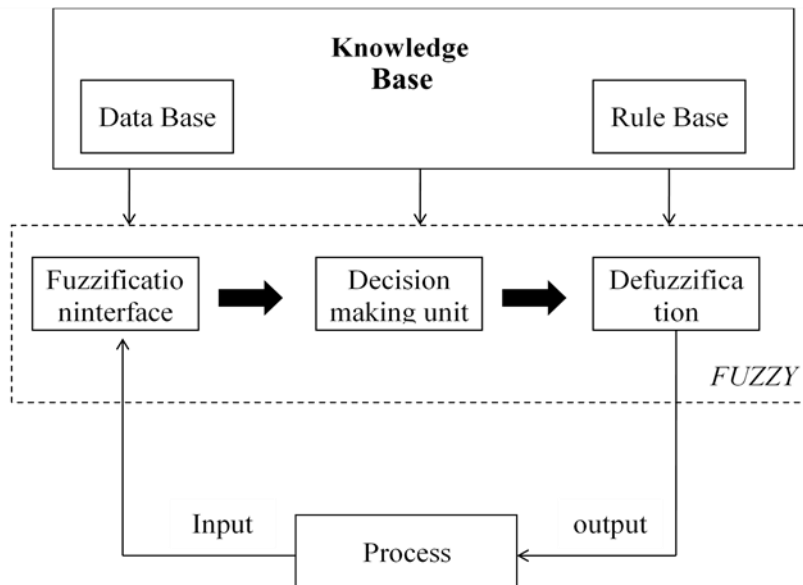 Knowledge
Base
Data Base
Rule Base
Fuzzificatio
ninterface
Decision
making unit
Defuzzifica
tion
FUZZY
Input
output
Process